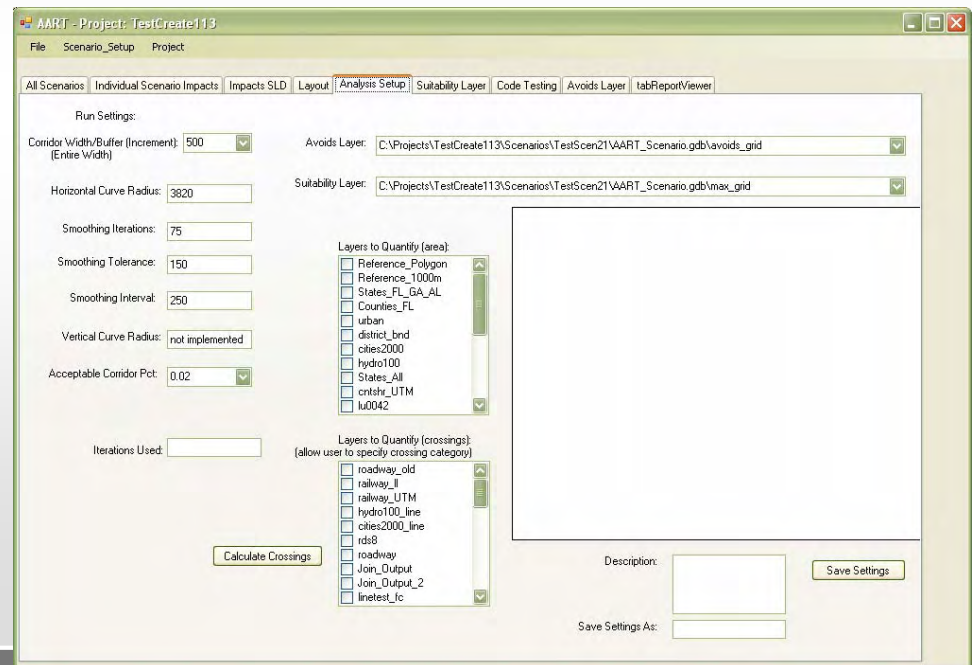 AART - Project: TestCreate113
File Scenario_Setup Project
All Scenarios Individual Scenario Impacts Impacts SLD Layout Analysis Setup Suitability Layer Code Testing Avoids Layer tabReportViewer
Run Settings:
Corridor Width/Buffer (Increment): 500
(Entire Width)
Avoids Layer: C:\Projects\TestCreate113\Scenarios\TestScen21\AART_Scenario.gdb\avoids_grid
Horizontal Curve Radius: 3820
Suitability Layer: C:\Projects\TestCreate113\Scenarios\TestScen21\AART_Scenario.gdb\max_grid
Smoothing Iterations: 75
Smoothing Tolerance: 150
Smoothing Interval: 250
Vertical Curve Radius: not implemented
Acceptable Corridor Pct: 0.02
Iterations Used:
Layers to Quantify (area):
Reference_Polygon
Reference_1000m
States_FL_GA_AL
Counties_FL
urban
district_bnd
cities2000
hydro100
States_All
cntshr_UTM
lu0042
Layers to Quantify (crossings):
(allow user to specify crossing category)
roadway_old
railway_ll
railway_UTM
hydro100_line
cities2000_line
rds8
roadway
Join_Output
Join_Output_2
linetest_fc
Calculate Crossings
Description:
Save Settings
Save Settings As: